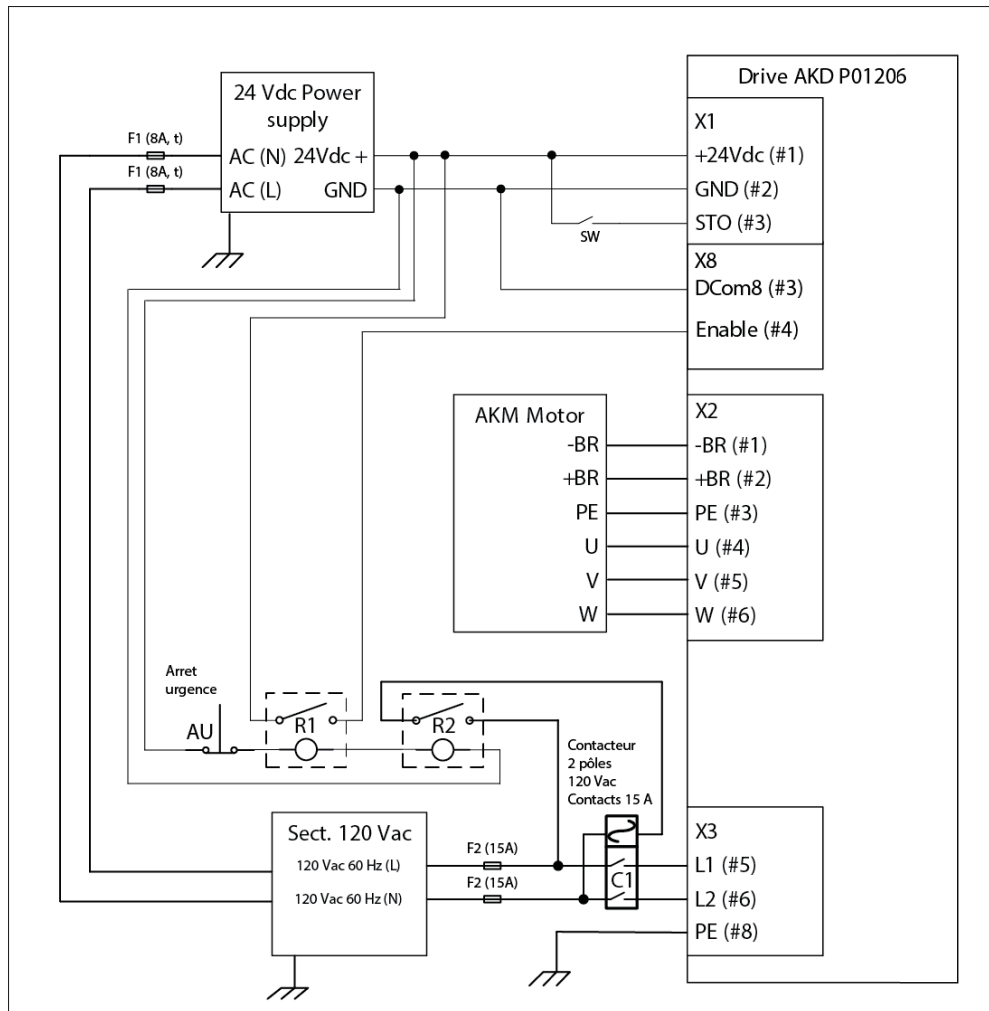 24 Vdc Power
supply
F1 (8A, t)
AC (N) 24Vdc +
F1 (8A, t)
AC (L) GND
Drive AKD P01206
X1
+24Vdc (#1)
GND (#2)
STO (#3)
SW
X8
DCom8 (#3)
Enable (#4)
AKM Motor
-BR
+BR
PE
U
V
W
X2
-BR (#1)
+BR (#2)
PE (#3)
U (#4)
V (#5)
W (#6)
Arret
urgence
AU
R1
R2
Contacteur
2 pôles
120 Vac
Contacts 15 A
Sect. 120 Vac
120 Vac 60 Hz (L)
120 Vac 60 Hz (N)
F2 (15A)
F2 (15A)
C1
X3
L1 (#5)
L2 (#6)
PE (#8)